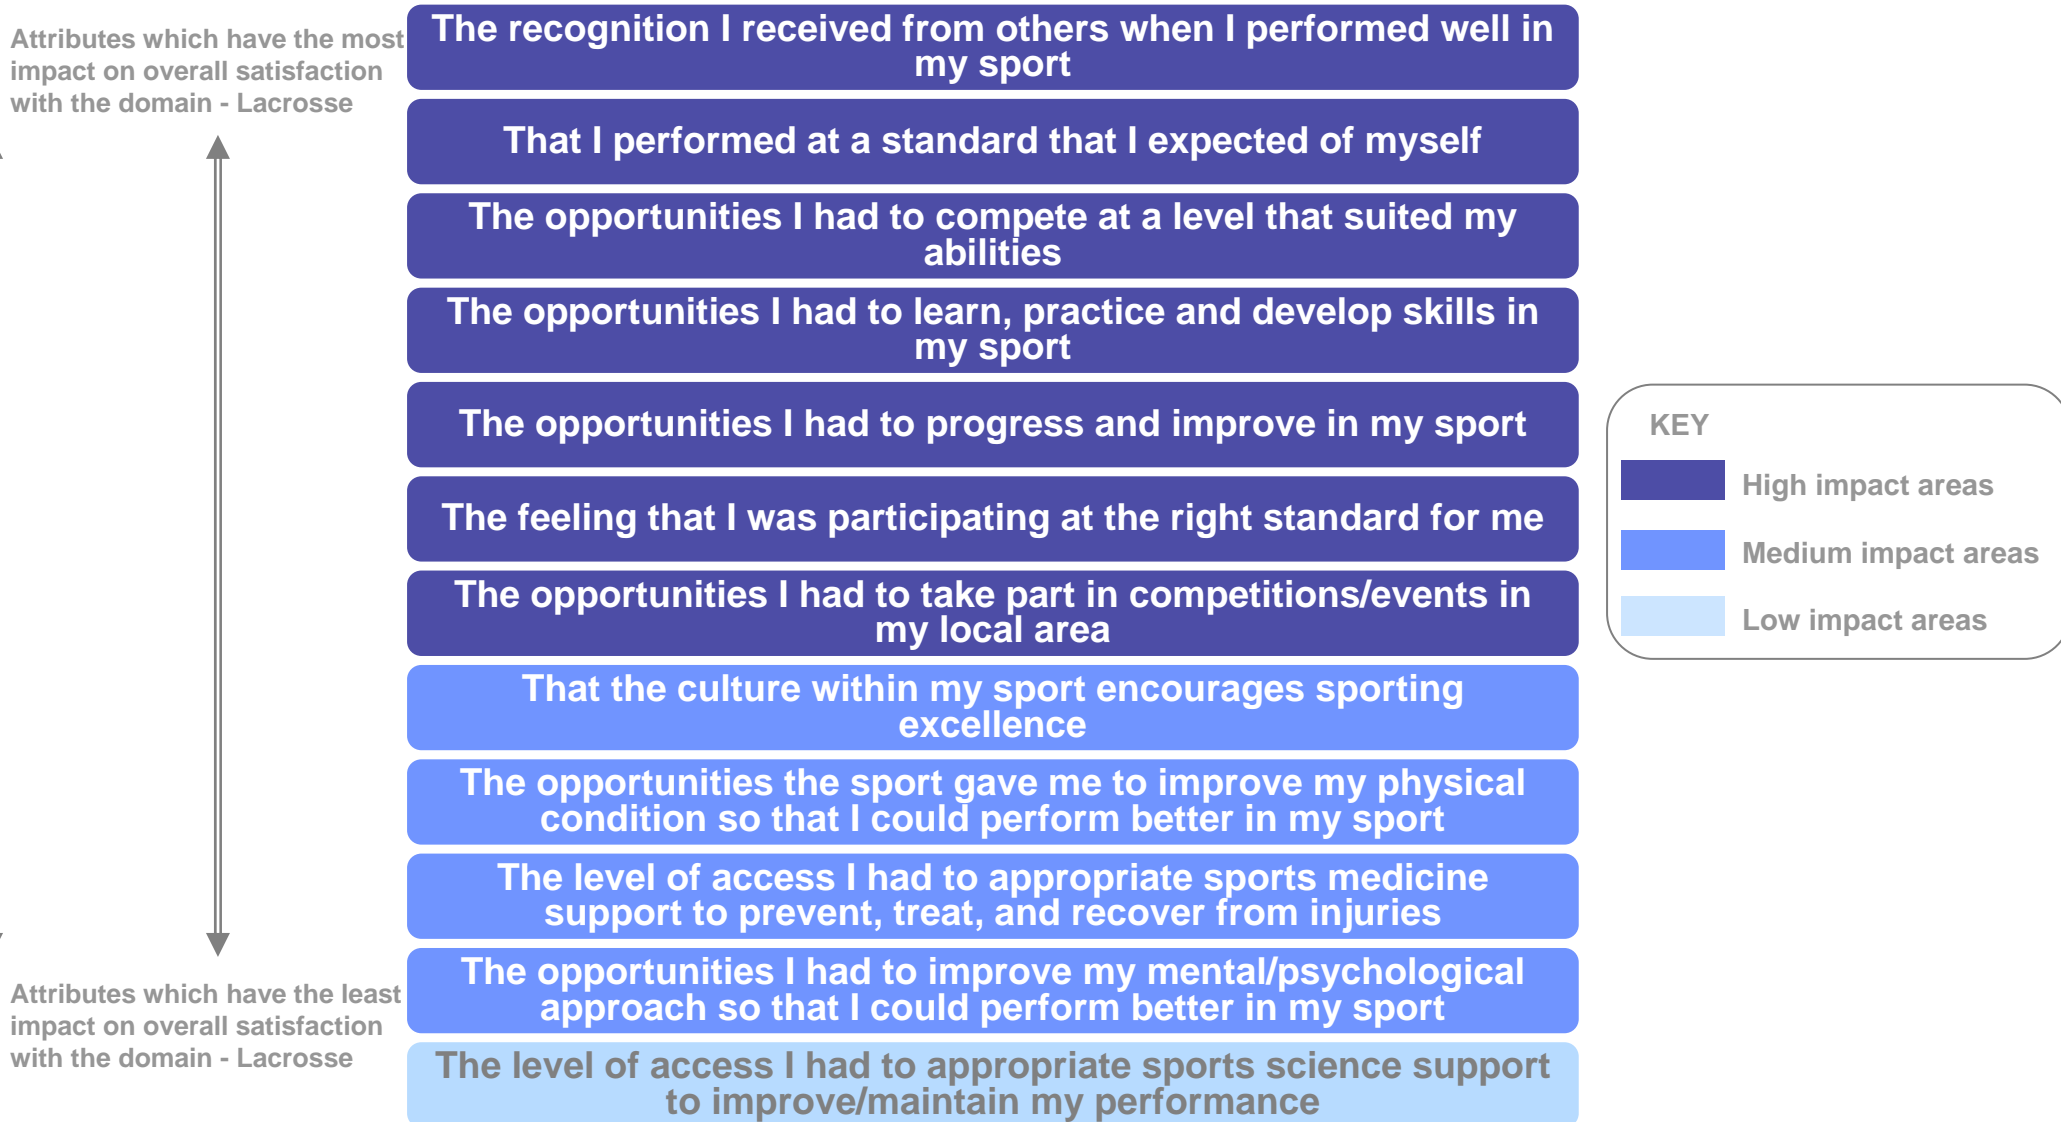 Attributes which have the most
impact on overall satisfaction
with the domain - Lacrosse
The recognition I received from others when I performed well in
my sport
That I performed at a standard that I expected of myself
The opportunities I had to compete at a level that suited my
abilities
The opportunities I had to learn, practice and develop skills in
my sport
The opportunities I had to progress and improve in my sport
The feeling that I was participating at the right standard for me
The opportunities I had to take part in competitions/events in
my local area
That the culture within my sport encourages sporting
excellence
The opportunities the sport gave me to improve my physical
condition so that I could perform better in my sport
The level of access I had to appropriate sports medicine
support to prevent, treat, and recover from injuries
The opportunities I had to improve my mental/psychological
approach so that I could perform better in my sport
The level of access I had to appropriate sports science support
to improve/maintain my performance
Attributes which have the least
impact on overall satisfaction
with the domain - Lacrosse
KEY
High impact areas
Medium impact areas
Low impact areas